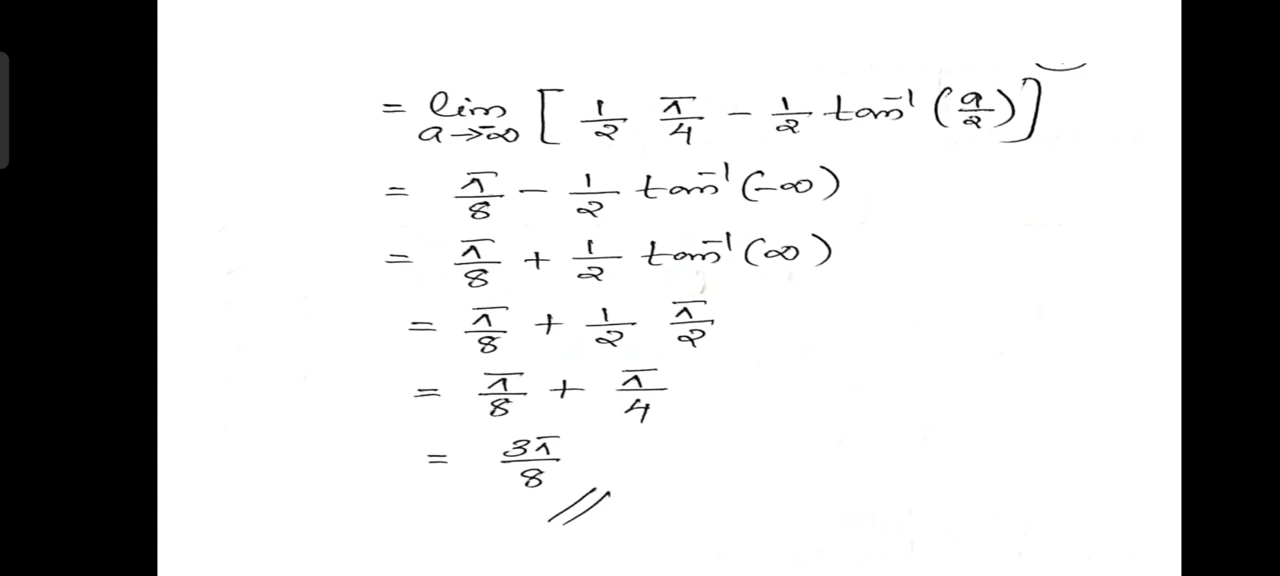 = lim a→-∞ [ 1/2 π/4 - 1/2 tan⁻¹ (a/2) ]
= π/8 - 1/2 tan⁻¹ (-∞)
= π/8 + 1/2 tan⁻¹ (∞)
= π/8 + 1/2 π/2
= π/8 + π/4
= 3π/8 //